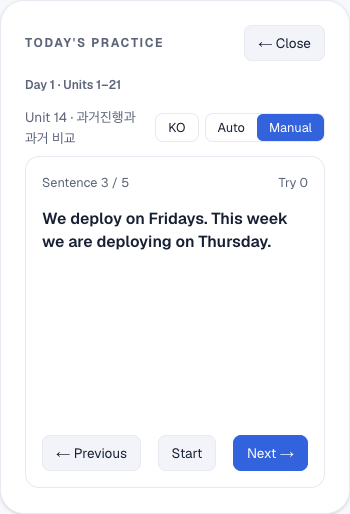 TODAY'S PRACTICE
← Close
Day 1 · Units 1–21
Unit 14 · 과거진행과
과거 비교
KO
Auto
Manual
Sentence 3 / 5
Try 0
We deploy on Fridays. This week
we are deploying on Thursday.
← Previous
Start
Next →